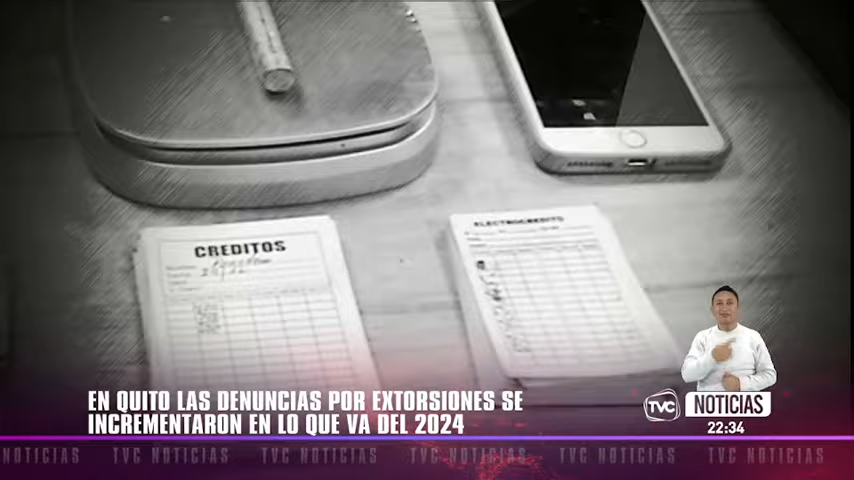 CREDITOS
ELECTROCREDITO
EN QUITO LAS DENUNCIAS POR EXTORSIONES SE
INCREMENTARON EN LO QUE VA DEL 2024
TVC NOTICIAS
22:34
NOTICIAS TVC NOTICIAS TVC NOTICIAS TVC NOTICIAS TVC NOTICIAS TVC NOTICIAS